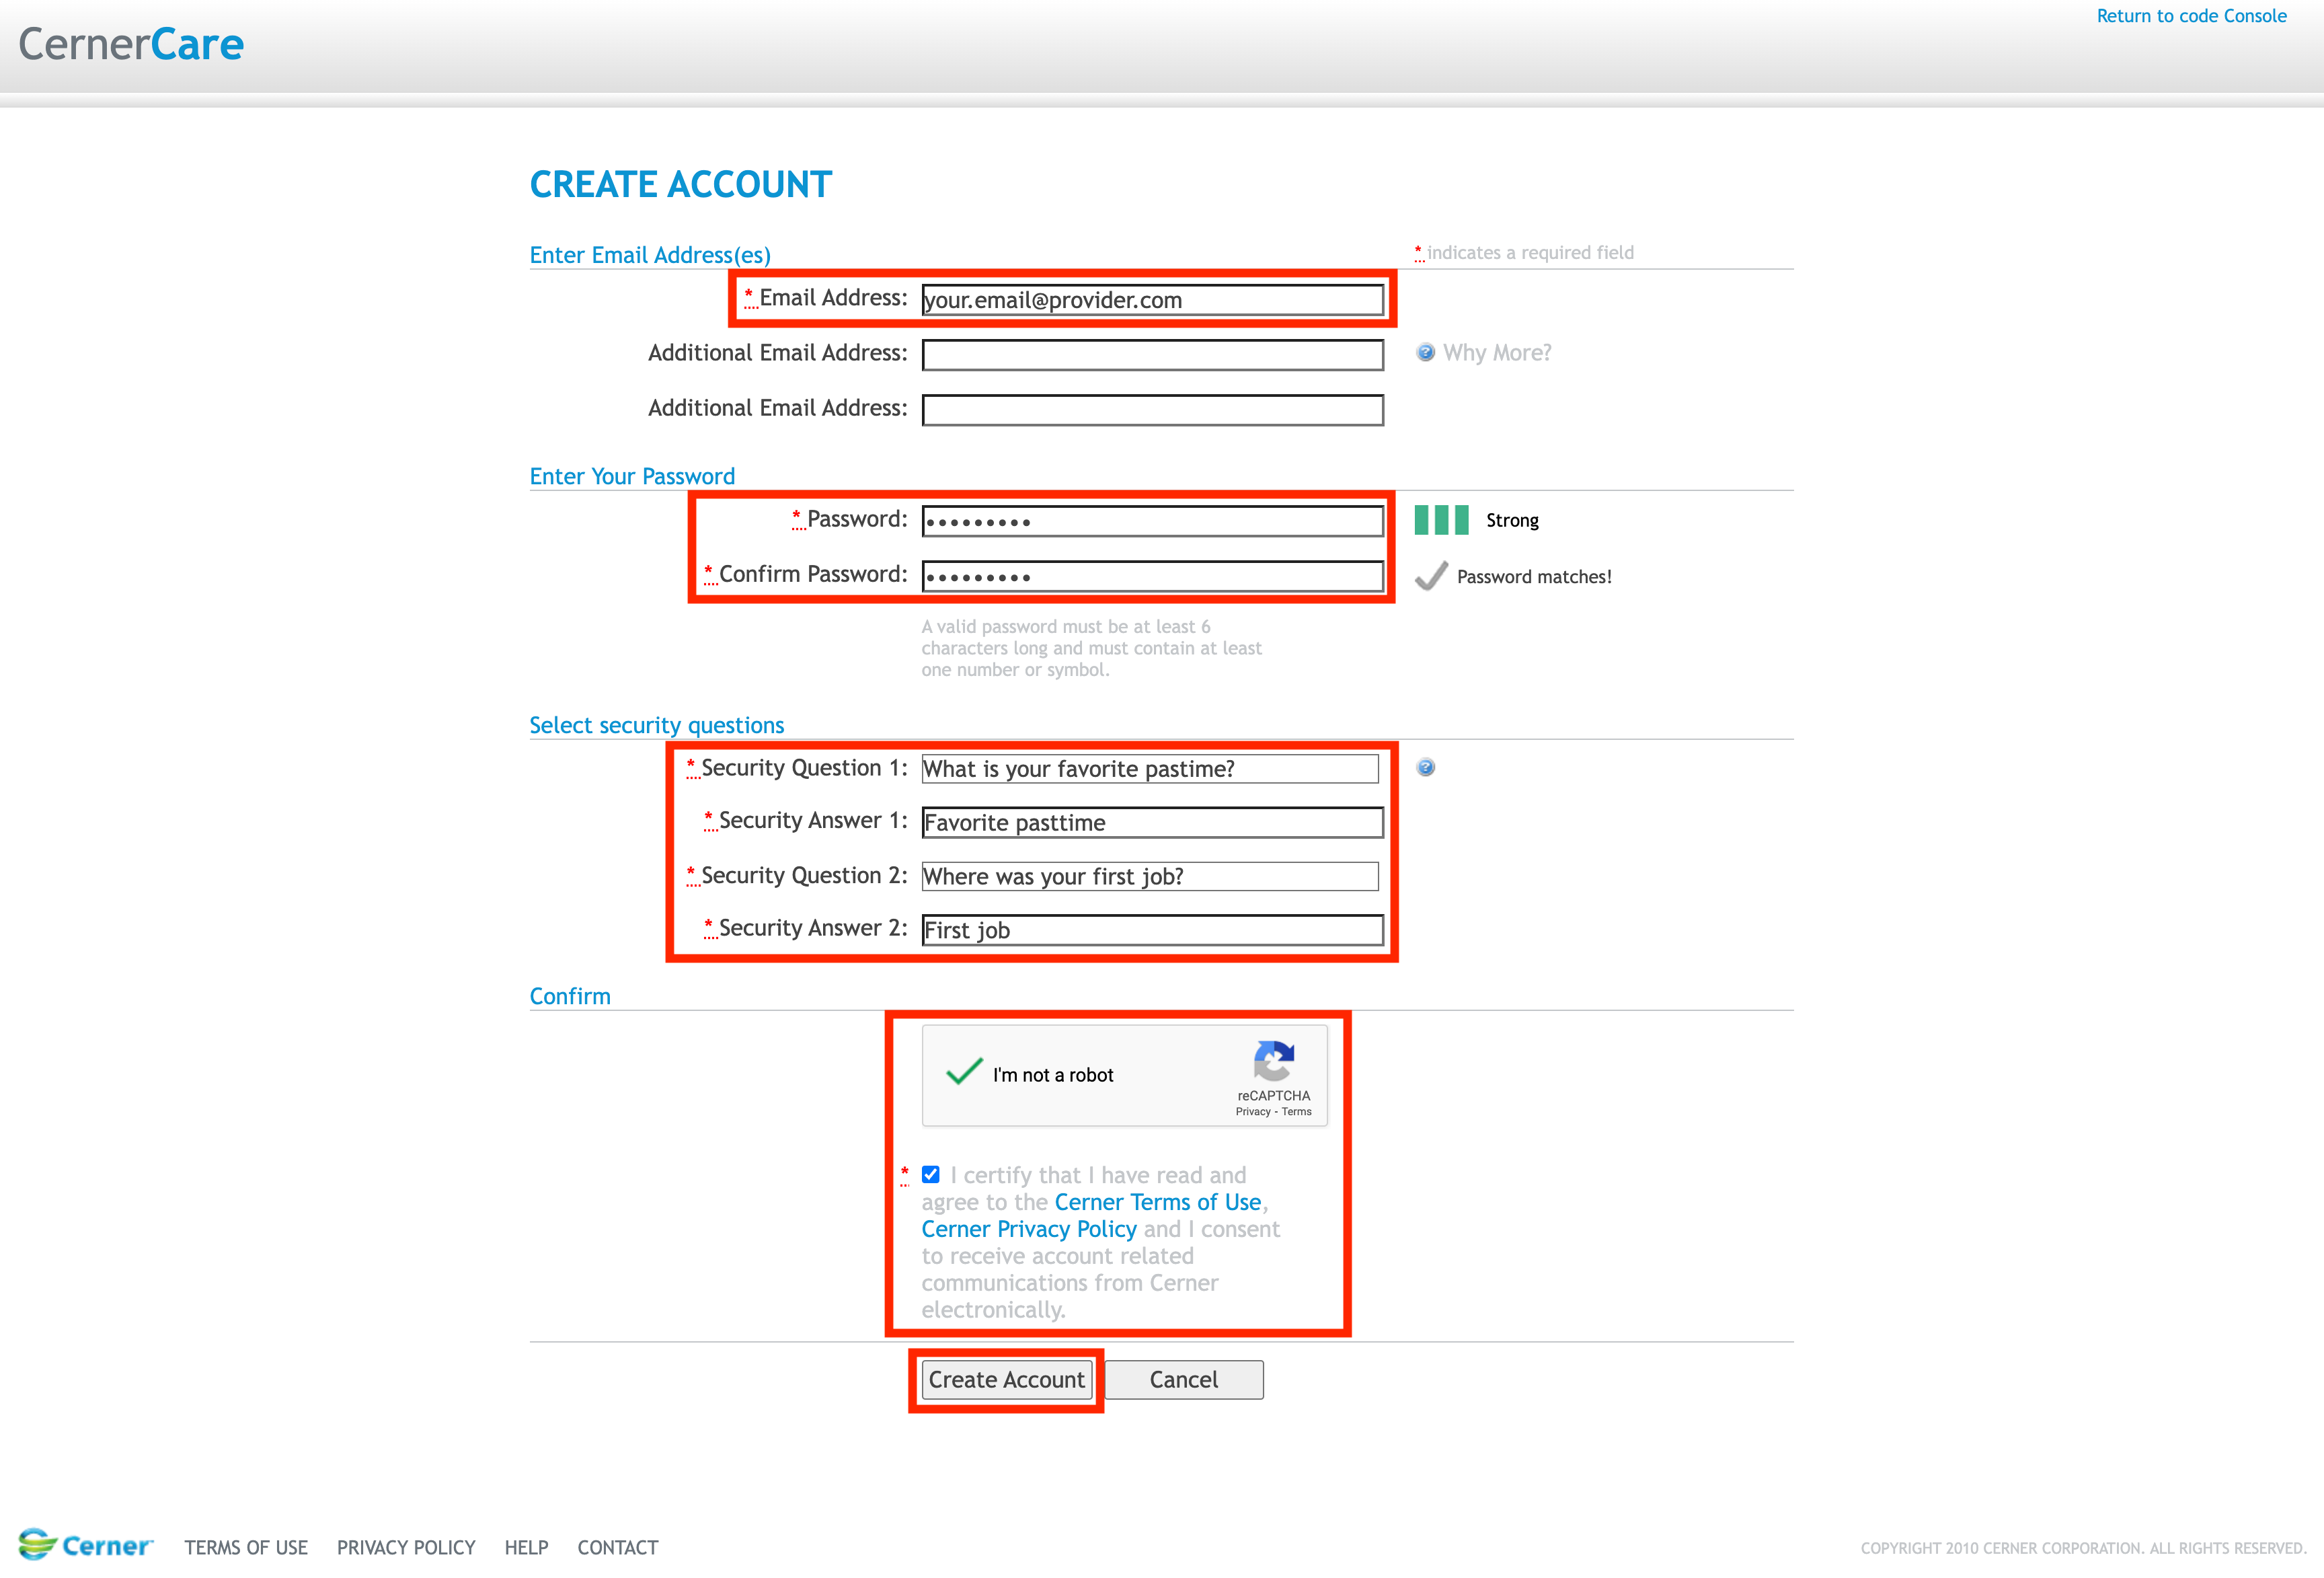 Return to code Console
CernerCare
CREATE ACCOUNT
Enter Email Address(es)
* indicates a required field
* Email Address: your.email@provider.com
Additional Email Address:
Why More?
Additional Email Address:
Enter Your Password
* Password: •••••••••
Strong
* Confirm Password: •••••••••
Password matches!
A valid password must be at least 6
characters long and must contain at least
one number or symbol.
Select security questions
* Security Question 1: What is your favorite pastime?
* Security Answer 1: Favorite pasttime
* Security Question 2: Where was your first job?
* Security Answer 2: First job
Confirm
I'm not a robot
reCAPTCHA
Privacy - Terms
* I certify that I have read and
agree to the Cerner Terms of Use,
Cerner Privacy Policy and I consent
to receive account related
communications from Cerner
electronically.
Create Account
Cancel
Cerner
TERMS OF USE
PRIVACY POLICY
HELP
CONTACT
COPYRIGHT 2010 CERNER CORPORATION. ALL RIGHTS RESERVED.